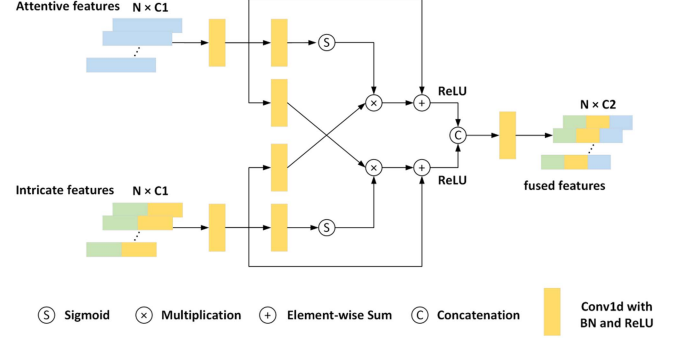 Attentive features N × C1
S
ReLU
× +
N × C2
C
× +
ReLU
fused features
Intricate features N × C1
S
S Sigmoid × Multiplication + Element-wise Sum C Concatenation Conv1d with
BN and ReLU